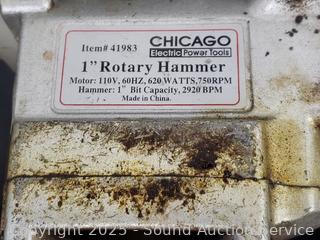 Item# 41983
CHICAGO
Electric Power Tools
1" Rotary Hammer
Motor: 110V, 60HZ, 620 WATTS, 750RPM
Hammer: 1" Bit Capacity, 2920 BPM
Made in China.
Copyright 2025 - Sound Auction Service